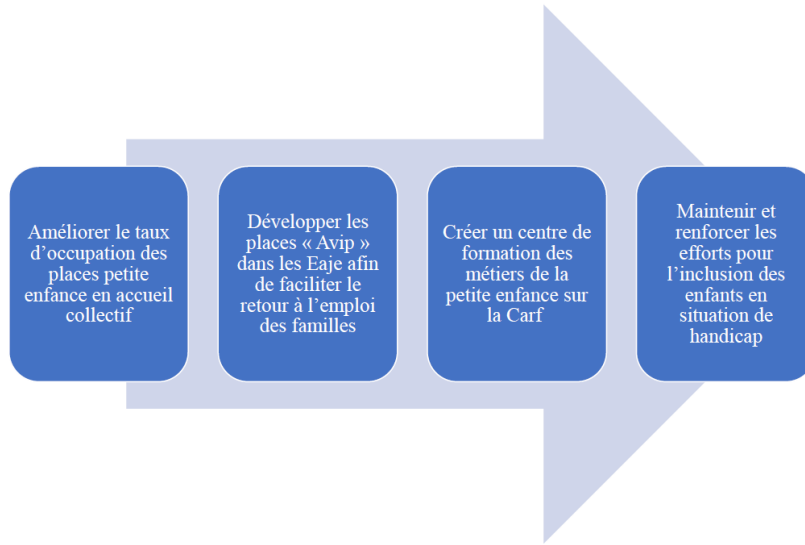 Améliorer le taux
d’occupation des
places petite
enfance en accueil
collectif
Développer les
places « Avip »
dans les Eaje afin
de faciliter le
retour à l’emploi
des familles
Créer un centre de
formation des
métiers de la
petite enfance sur
la Carf
Maintenir et
renforcer les
efforts pour
l’inclusion des
enfants en
situation de
handicap